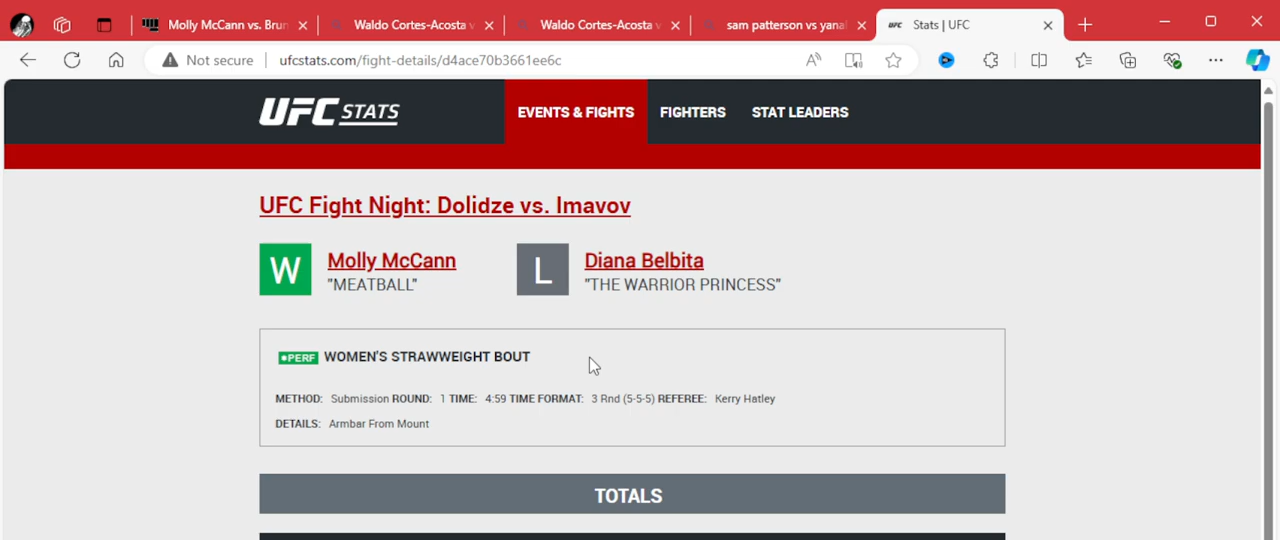 Molly McCann vs. Brun
Waldo Cortes-Acosta v
Waldo Cortes-Acosta v
sam patterson vs yanal
UFC Stats | UFC
Not secure ufcstats.com/fight-details/d4ace70b3661ee6c
UFC STATS EVENTS & FIGHTS FIGHTERS STAT LEADERS
UFC Fight Night: Dolidze vs. Imavov
W Molly McCann L Diana Belbita
"MEATBALL" "THE WARRIOR PRINCESS"
PERF WOMEN'S STRAWWEIGHT BOUT
METHOD: Submission ROUND: 1 TIME: 4:59 TIME FORMAT: 3 Rnd (5-5-5) REFEREE: Kerry Hatley
DETAILS: Armbar From Mount
TOTALS